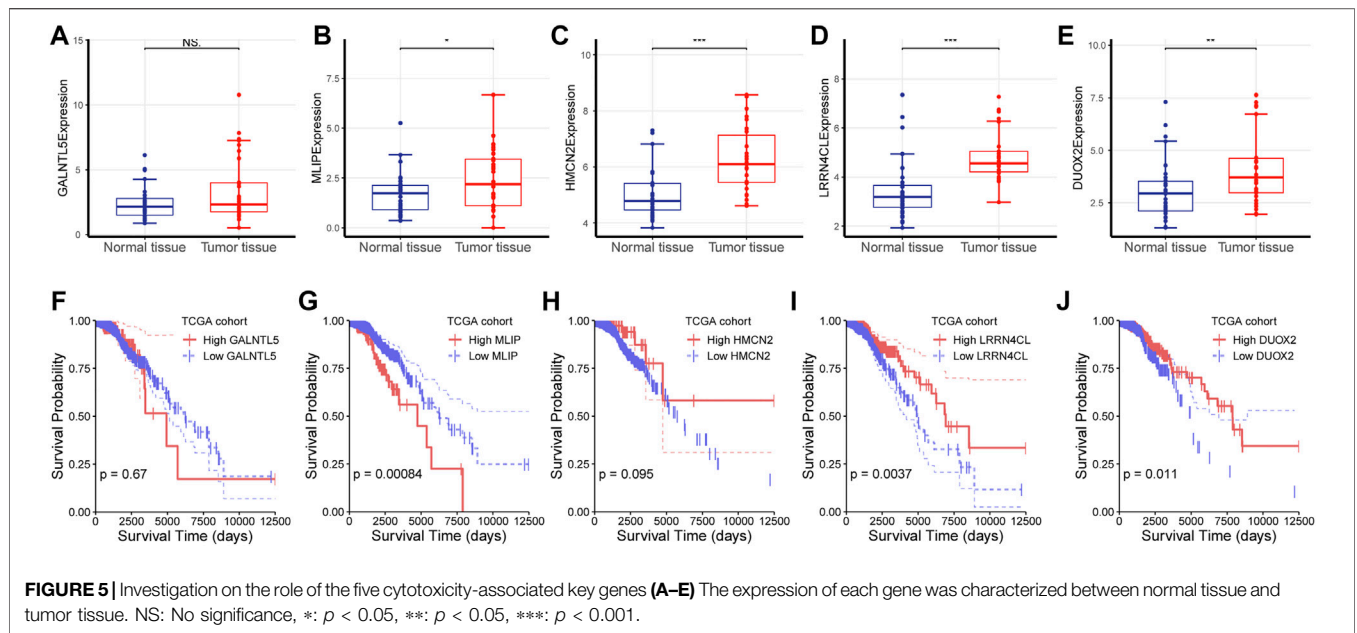 A
NS.
GALNTL5Expression
15
10
5
0
Normal tissue Tumor tissue
B
*
MLIPExpression
7.5
5.0
2.5
0.0
Normal tissue Tumor tissue
C
***
HMCN2Expression
10
8
6
4
Normal tissue Tumor tissue
D
***
LRRN4CLExpression
8
6
4
2
Normal tissue Tumor tissue
E
**
DUOX2Expression
10.0
7.5
5.0
2.5
Normal tissue Tumor tissue
F
TCGA cohort
High GALNTL5
Low GALNTL5
Survival Probability
1.00
0.75
0.50
0.25
0.00
p = 0.67
0 2500 5000 7500 10000 12500
Survival Time (days)
G
TCGA cohort
High MLIP
Low MLIP
Survival Probability
1.00
0.75
0.50
0.25
0.00
p = 0.00084
0 2500 5000 7500 10000 12500
Survival Time (days)
H
TCGA cohort
High HMCN2
Low HMCN2
Survival Probability
1.00
0.75
0.50
0.25
0.00
p = 0.095
0 2500 5000 7500 10000 12500
Survival Time (days)
I
TCGA cohort
High LRRN4CL
Low LRRN4CL
Survival Probability
1.00
0.75
0.50
0.25
0.00
p = 0.0037
0 2500 5000 7500 10000 12500
Survival Time (days)
J
TCGA cohort
High DUOX2
Low DUOX2
Survival Probability
1.00
0.75
0.50
0.25
0.00
p = 0.011
0 2500 5000 7500 10000 12500
Survival Time (days)
FIGURE 5 | Investigation on the role of the five cytotoxicity-associated key genes (A–E) The expression of each gene was characterized between normal tissue and
tumor tissue. NS: No significance, ∗: p < 0.05, ∗∗: p < 0.05, ∗∗∗: p < 0.001.